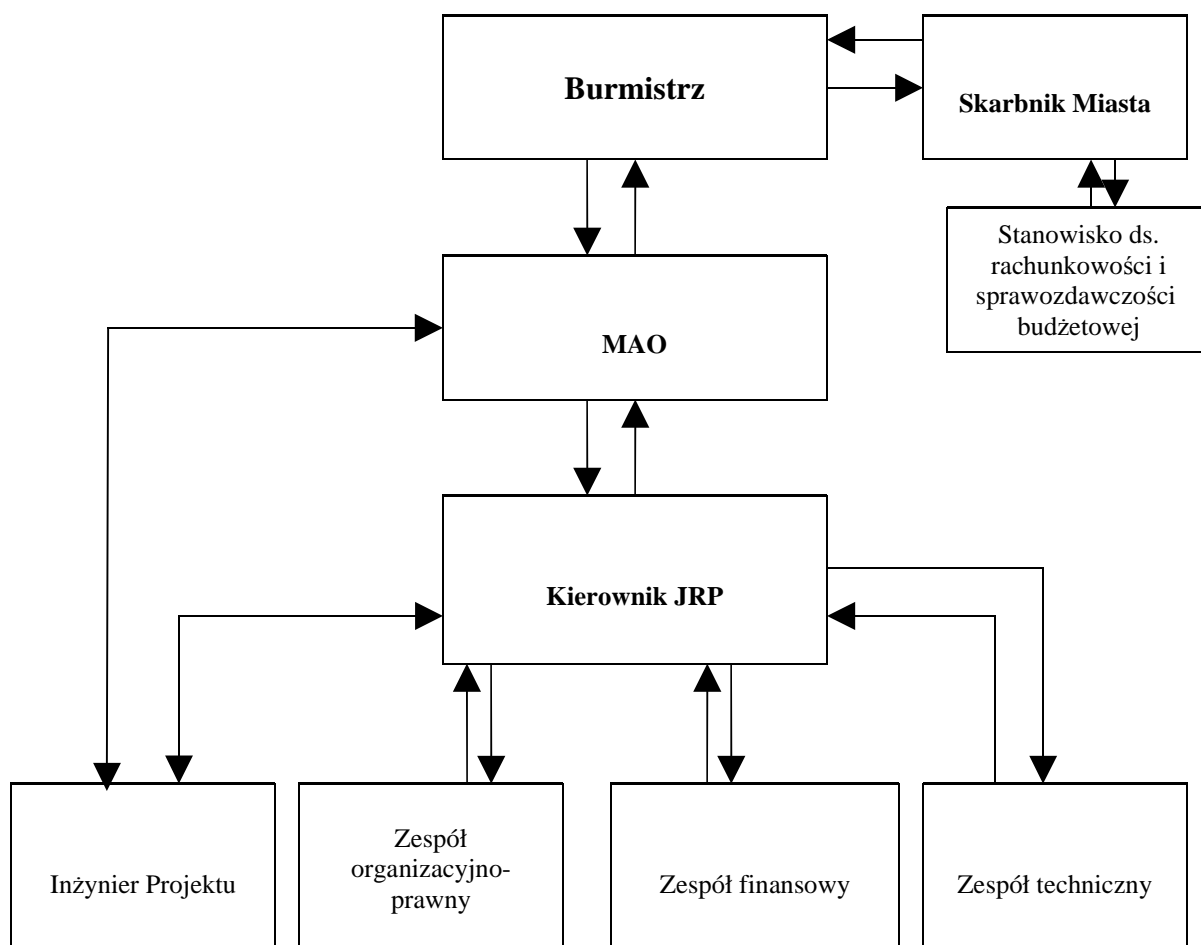 Burmistrz
Skarbnik Miasta
Stanowisko ds.
rachunkowości i
sprawozdawczości
budżetowej
MAO
Kierownik JRP
Inżynier Projektu
Zespół
organizacyjno-
prawny
Zespół finansowy
Zespół techniczny